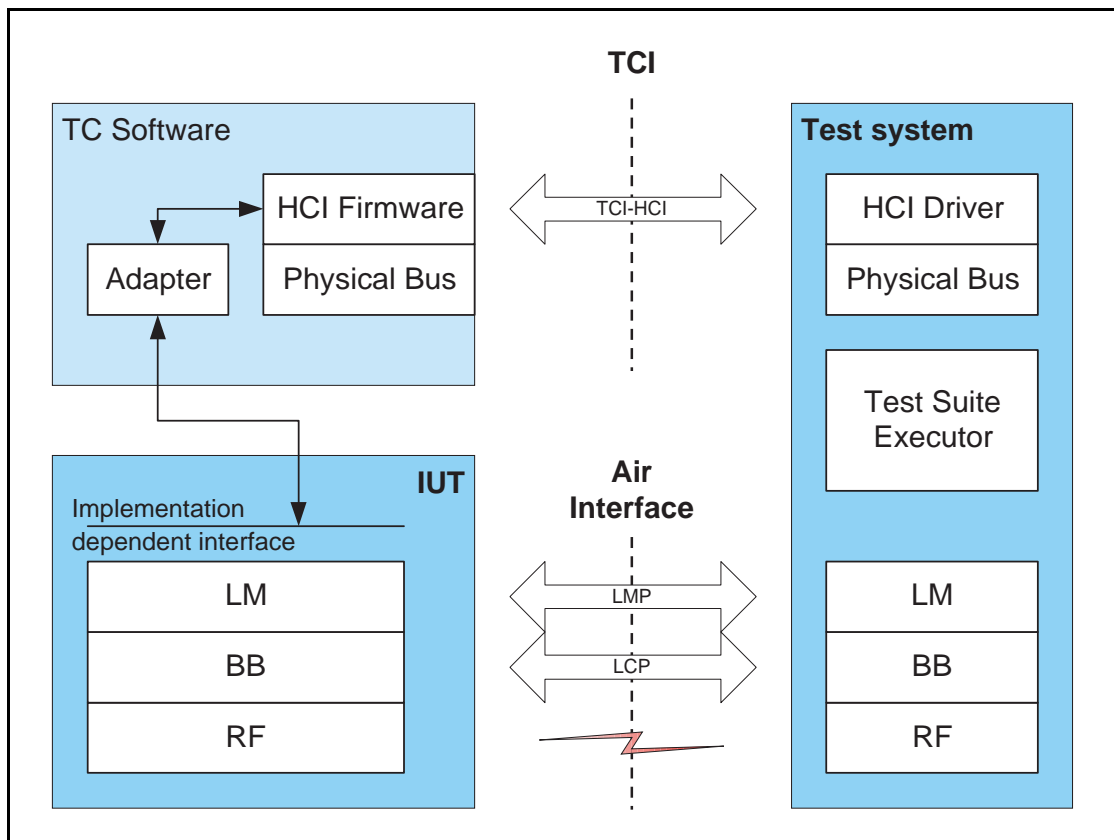 TCI
TC Software
HCI Firmware
Adapter
Physical Bus
TCI-HCI
Test system
HCI Driver
Physical Bus
Test Suite
Executor
IUT
Implementation
dependent interface
LM
BB
RF
Air
Interface
LMP
LCP
LM
BB
RF